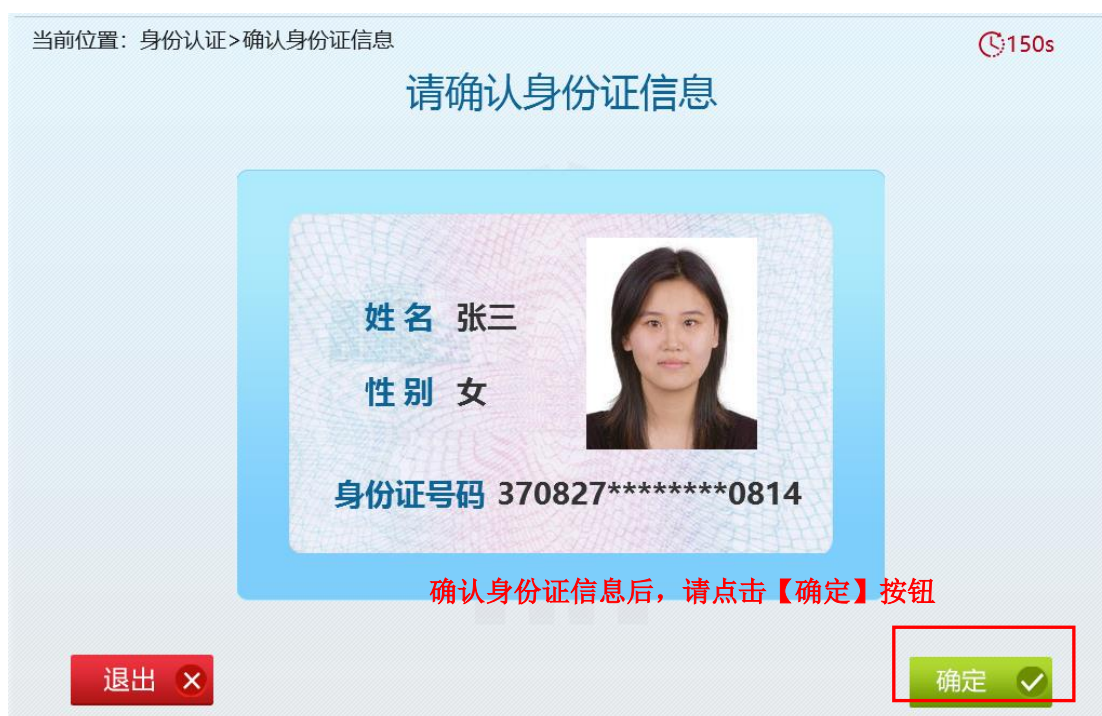 当前位置：身份认证>确认身份证信息
150s
请确认身份证信息
姓名 张三
性别 女
身份证号码 370827********0814
确认身份证信息后，请点击【确定】按钮
退出
确定